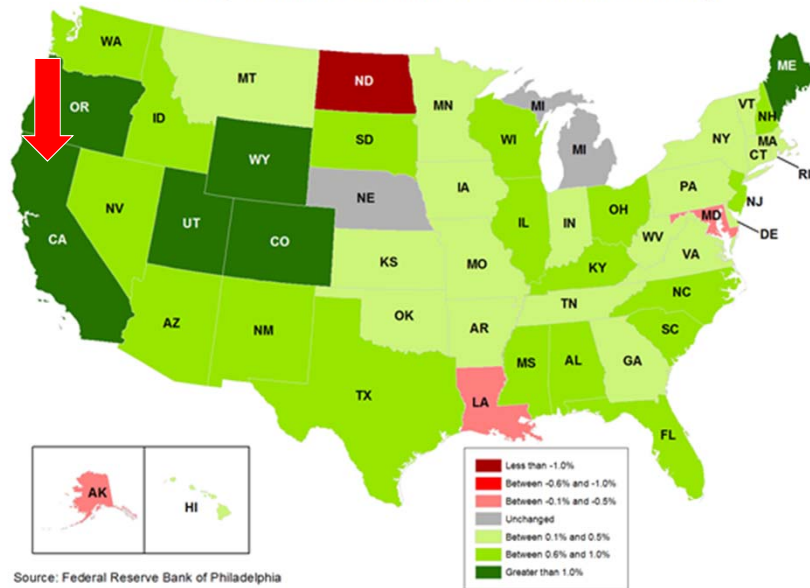 WA
MT
ND
MN
ME
OR
ID
SD
WI
MI
VT
NH
NY
MA
CT
RI
WY
MI
NV
NE
IA
PA
NJ
UT
CO
IL
IN
OH
MD
DE
CA
WV
VA
KS
MO
KY
AZ
NM
OK
TN
NC
AR
SC
MS
AL
GA
TX
LA
FL
AK
HI
Less than -1.0%
Between -0.6% and -1.0%
Between -0.1% and -0.5%
Unchanged
Between 0.1% and 0.5%
Between 0.6% and 1.0%
Greater than 1.0%
Source: Federal Reserve Bank of Philadelphia